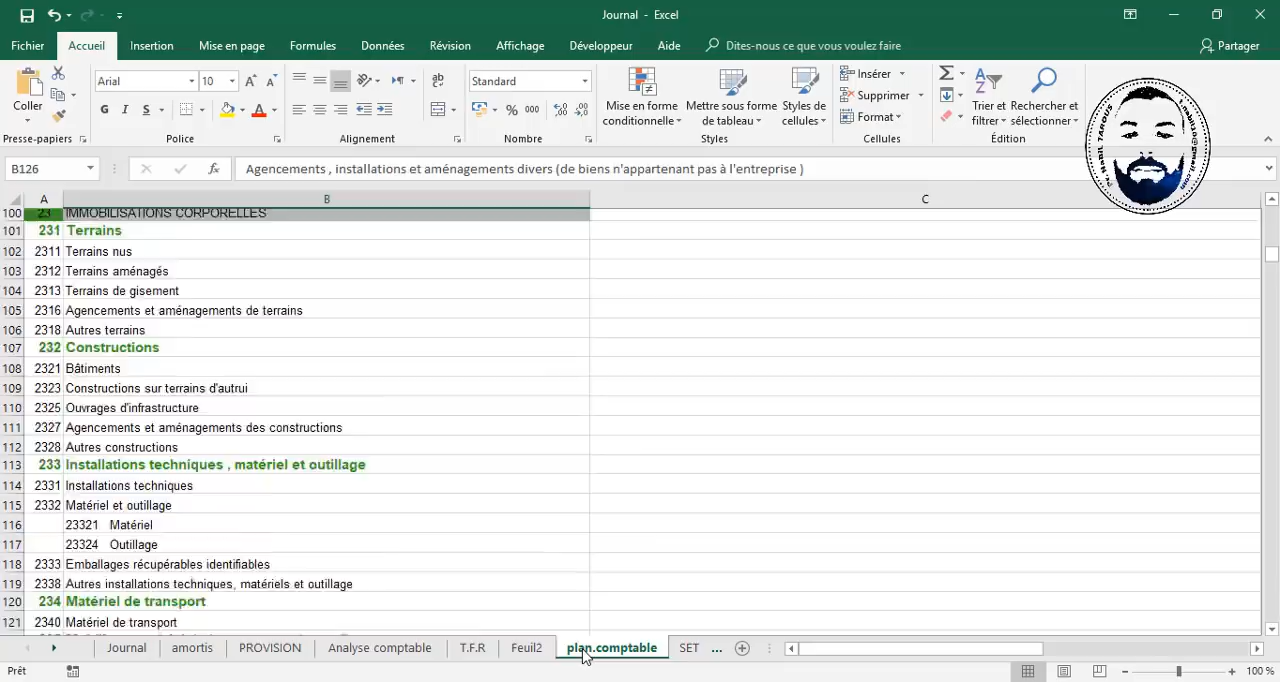 Journal - Excel
Fichier Accueil Insertion Mise en page Formules Données Révision Affichage Développeur Aide Dites-nous ce que vous voulez faire Partager
Coller
Arial 10
G I S
Standard
% 000
Mise en forme conditionnelle
Mettre sous forme de tableau
Styles de cellules
Insérer
Supprimer
Format
Trier et filtrer
Rechercher et sélectionner
Presse-papiers Police Alignement Nombre Styles Cellules Édition
B126 fx Agencements , installations et aménagements divers (de biens n'appartenant pas à l'entreprise )
A B C
100 23 IMMOBILISATIONS CORPORELLES
101 231 Terrains
102 2311 Terrains nus
103 2312 Terrains aménagés
104 2313 Terrains de gisement
105 2316 Agencements et aménagements de terrains
106 2318 Autres terrains
107 232 Constructions
108 2321 Bâtiments
109 2323 Constructions sur terrains d'autrui
110 2325 Ouvrages d'infrastructure
111 2327 Agencements et aménagements des constructions
112 2328 Autres constructions
113 233 Installations techniques , matériel et outillage
114 2331 Installations techniques
115 2332 Matériel et outillage
116 23321 Matériel
117 23324 Outillage
118 2333 Emballages récupérables identifiables
119 2338 Autres installations techniques, matériels et outillage
120 234 Matériel de transport
121 2340 Matériel de transport
Journal amortis PROVISION Analyse comptable T.F.R Feuil2 plan.comptable SET ...
Prêt 100 %